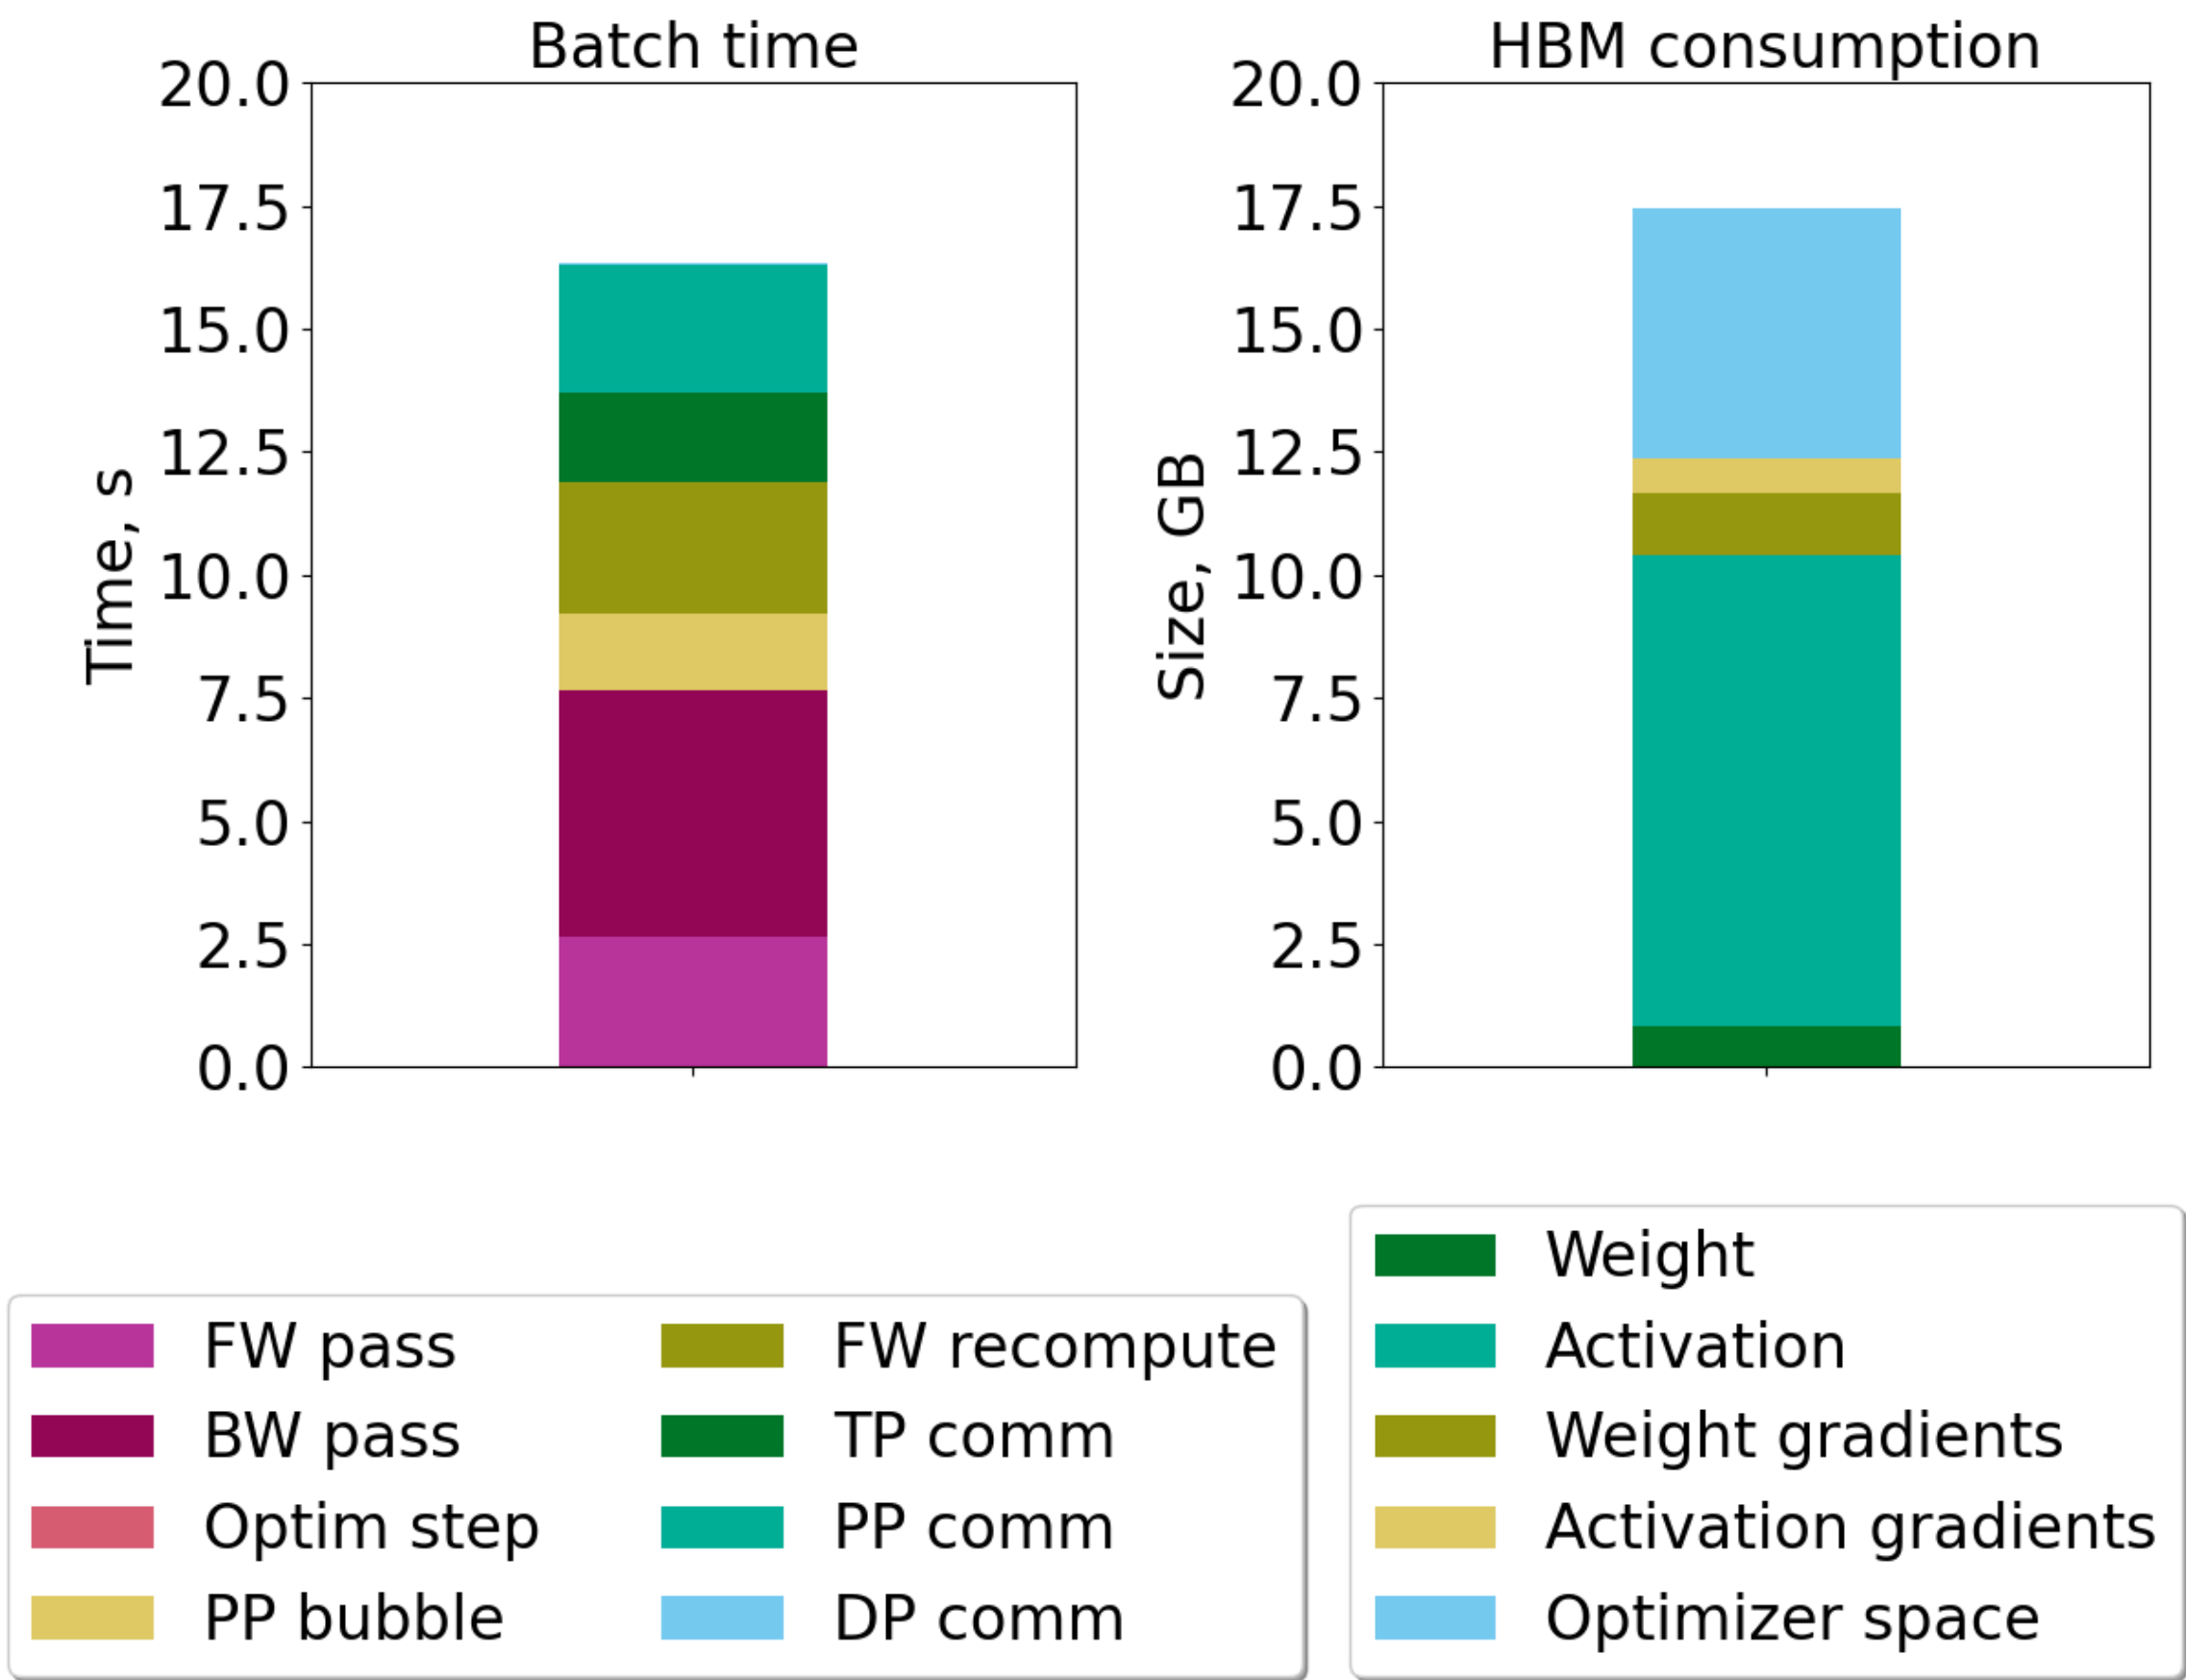 Batch time
20.0
17.5
15.0
12.5
10.0
7.5
5.0
2.5
0.0
Time, s
HBM consumption
20.0
17.5
15.0
12.5
10.0
7.5
5.0
2.5
0.0
Size, GB
FW pass
BW pass
Optim step
PP bubble
FW recompute
TP comm
PP comm
DP comm
Weight
Activation
Weight gradients
Activation gradients
Optimizer space